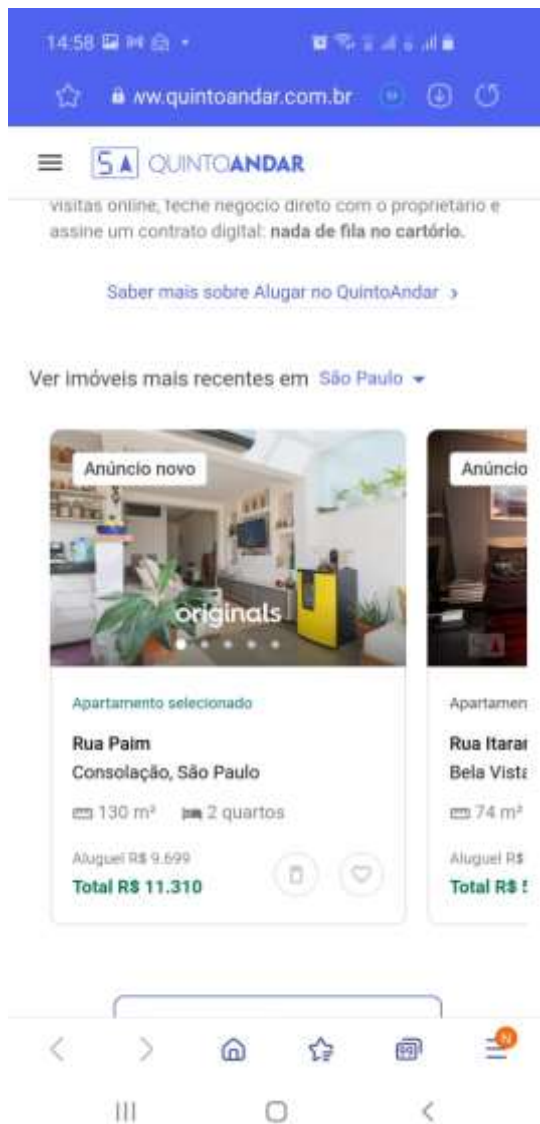 14:58
www.quintoandar.com.br
5 A QUINTOANDAR
visitas online, feche negócio direto com o proprietário e
assine um contrato digital: nada de fila no cartório.
Saber mais sobre Alugar no QuintoAndar >
Ver imóveis mais recentes em São Paulo
Anúncio novo
originals
Apartamento selecionado
Rua Paim
Consolação, São Paulo
130 m² 2 quartos
Aluguel R$ 9.699
Total R$ 11.310
Anúncio
Apartamen
Rua Itarar
Bela Vista
74 m²
Aluguel R$
Total R$
N